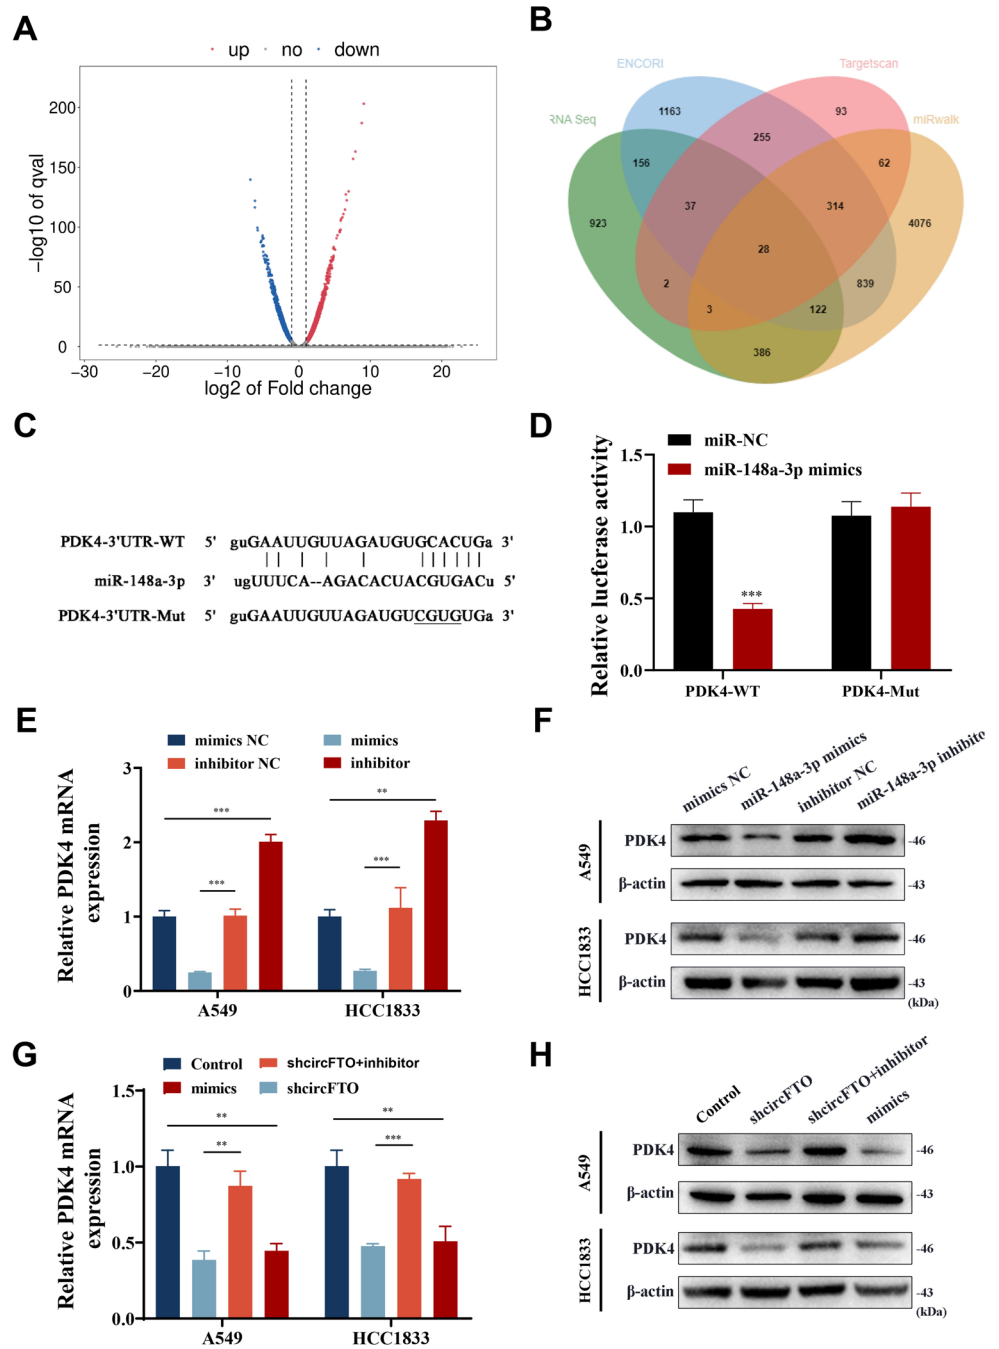 A
up no down
−log10 of qval
200
150
100
50
0
−30 −20 −10 0 10 20
log2 of Fold change
B
ENCORI
Targetscan
RNA Seq
miRwalk
1163
93
255
156
62
37
314
923
4076
28
2
839
3
122
386
C
PDK4-3'UTR-WT 5' guGAAUUGUUAGAUGUGCACUGa 3'
miR-148a-3p 3' ugUUUCA--AGACACUACGUGACu 5'
PDK4-3'UTR-Mut 5' guGAAUUGUUAGAUGUCGUGUGa 3'
D
miR-NC
miR-148a-3p mimics
Relative luciferase activity
1.5
1.0
0.5
0.0
***
PDK4-WT PDK4-Mut
E
mimics NC mimics
inhibitor NC inhibitor
Relative PDK4 mRNA
expression
3
2
1
0
***
***
**
***
A549 HCC1833
F
mimics NC
miR-148a-3p mimics
inhibitor NC
miR-148a-3p inhibito
A549
PDK4 -46
β-actin -43
HCC1833
PDK4 -46
β-actin -43
(kDa)
G
Control shcircFTO+inhibitor
mimics shcircFTO
Relative PDK4 mRNA
expression
1.5
1.0
0.5
0.0
**
**
**
***
A549 HCC1833
H
Control
shcircFTO
shcircFTO+inhibitor
mimics
A549
PDK4 -46
β-actin -43
HCC1833
PDK4 -46
β-actin -43
(kDa)